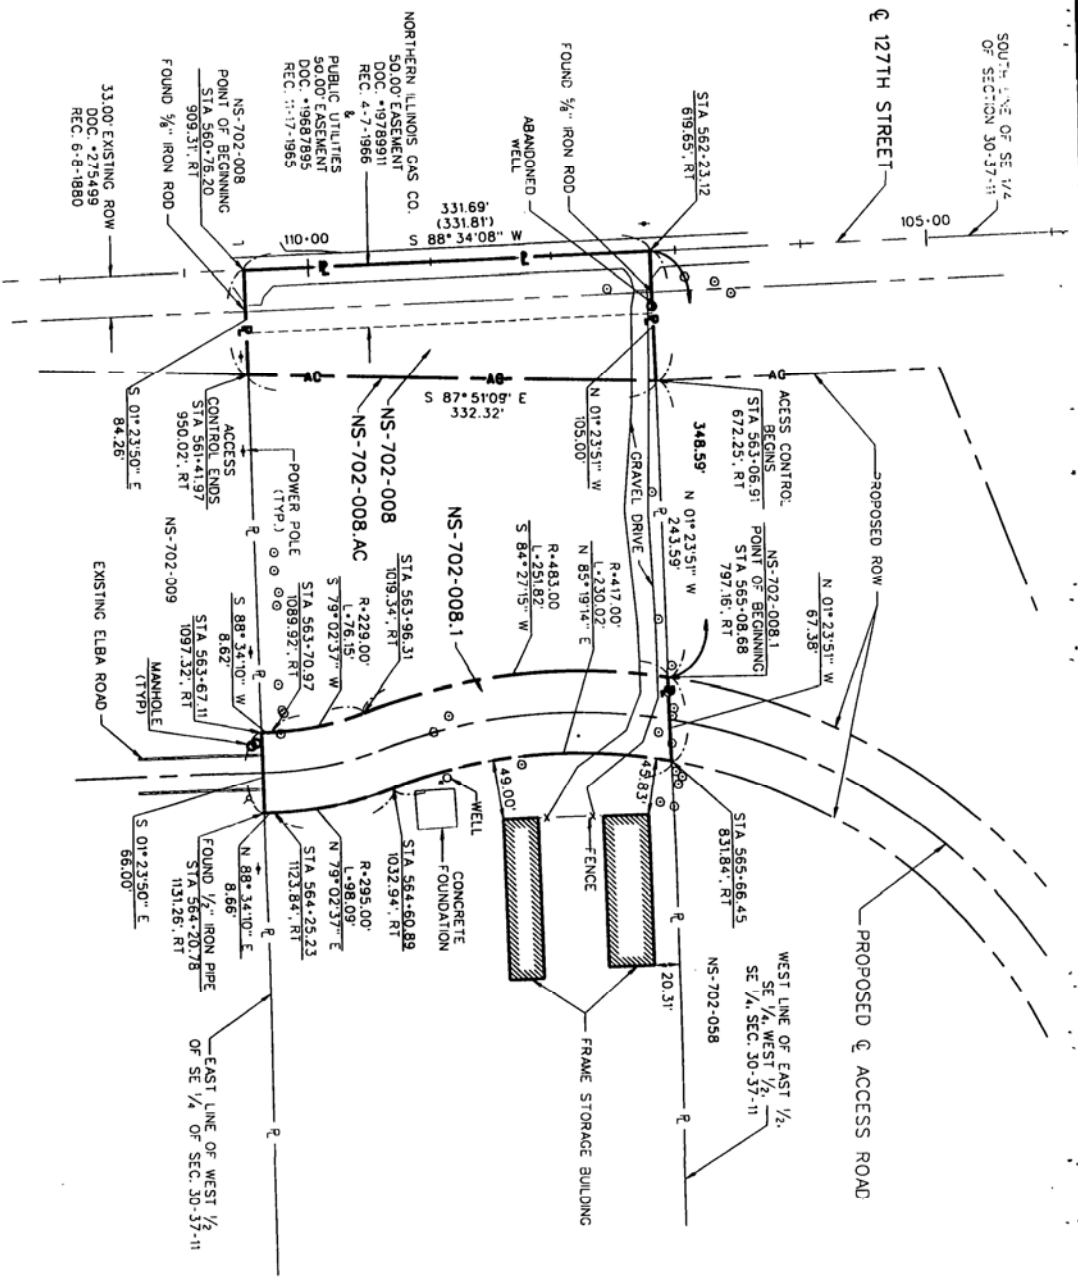 SOUTH LINE OF SE 1/4
OF SECTION 30-37-11
℄ 127TH STREET
105+00
STA 562+23.12
619.65', RT
FOUND 5/8" IRON ROD
ABANDONED
WELL
NORTHERN ILLINOIS GAS CO.
50.00' EASEMENT
DOC. *19789911
REC. 4-7-1966
&
PUBLIC UTILITIES
50.00' EASEMENT
DOC. *19687895
REC. 11-17-1965
NS-702-008
POINT OF BEGINNING
STA 560+76.20
909.31', RT
FOUND 5/8" IRON ROD
33.00' EXISTING ROW
DOC. *275499
REC. 6-8-1880
331.69'
(331.81')
S 88° 34'08" W
110+00
AC
AC
AC
S 87° 51'09" E
332.32'
S 01° 23'50" E
84.26'
ACCESS
CONTROL ENDS
STA 561+41.97
950.02', RT
N 01° 23'51" W
105.00'
ACESS CONTROL
BEGINS
STA 563+06.91
672.25', RT
348.59'
PROPOSED ROW
NS-702-008
NS-702-008.AC
GRAVEL DRIVE
N 01° 23'51" W
243.59'
NS-702-008.1
POINT OF BEGINNING
STA 565+08.68
797.16', RT
N 01° 23'51" W
67.38'
POWER POLE
(TYP.)
NS-702-009
NS-702-008.1
R=417.00'
L=230.02'
N 85° 19'14" E
R=483.00
L=251.82'
S 84° 27'15" W
STA 563+96.31
1019.34', RT
R=229.00'
L=76.15'
S 79° 02'37" W
STA 563+70.97
1089.92', RT
S 88° 34'10" W
8.62'
STA 563+67.11
1097.32', RT
MANHOLE
(TYP)
EXISTING ELBA ROAD
S 01° 23'50" E
66.00'
FOUND 1/2" IRON PIPE
STA 564+20.78
1131.26', RT
N 88° 34'10" E
8.66'
STA 564+25.23
1123.84', RT
N 79° 02'37" E
R=295.00'
L=98.09'
STA 564+60.89
1032.94', RT
CONCRETE
FOUNDATION
WELL
49.00'
45.83'
FENCE
STA 565+66.45
831.84', RT
20.31'
NS-702-058
FRAME STORAGE BUILDING
WEST LINE OF EAST 1/2,
SE 1/4, WEST 1/2,
SE 1/4, SEC. 30-37-11
PROPOSED ℄ ACCESS ROAD
EAST LINE OF WEST 1/2
OF SE 1/4 OF SEC. 30-37-11